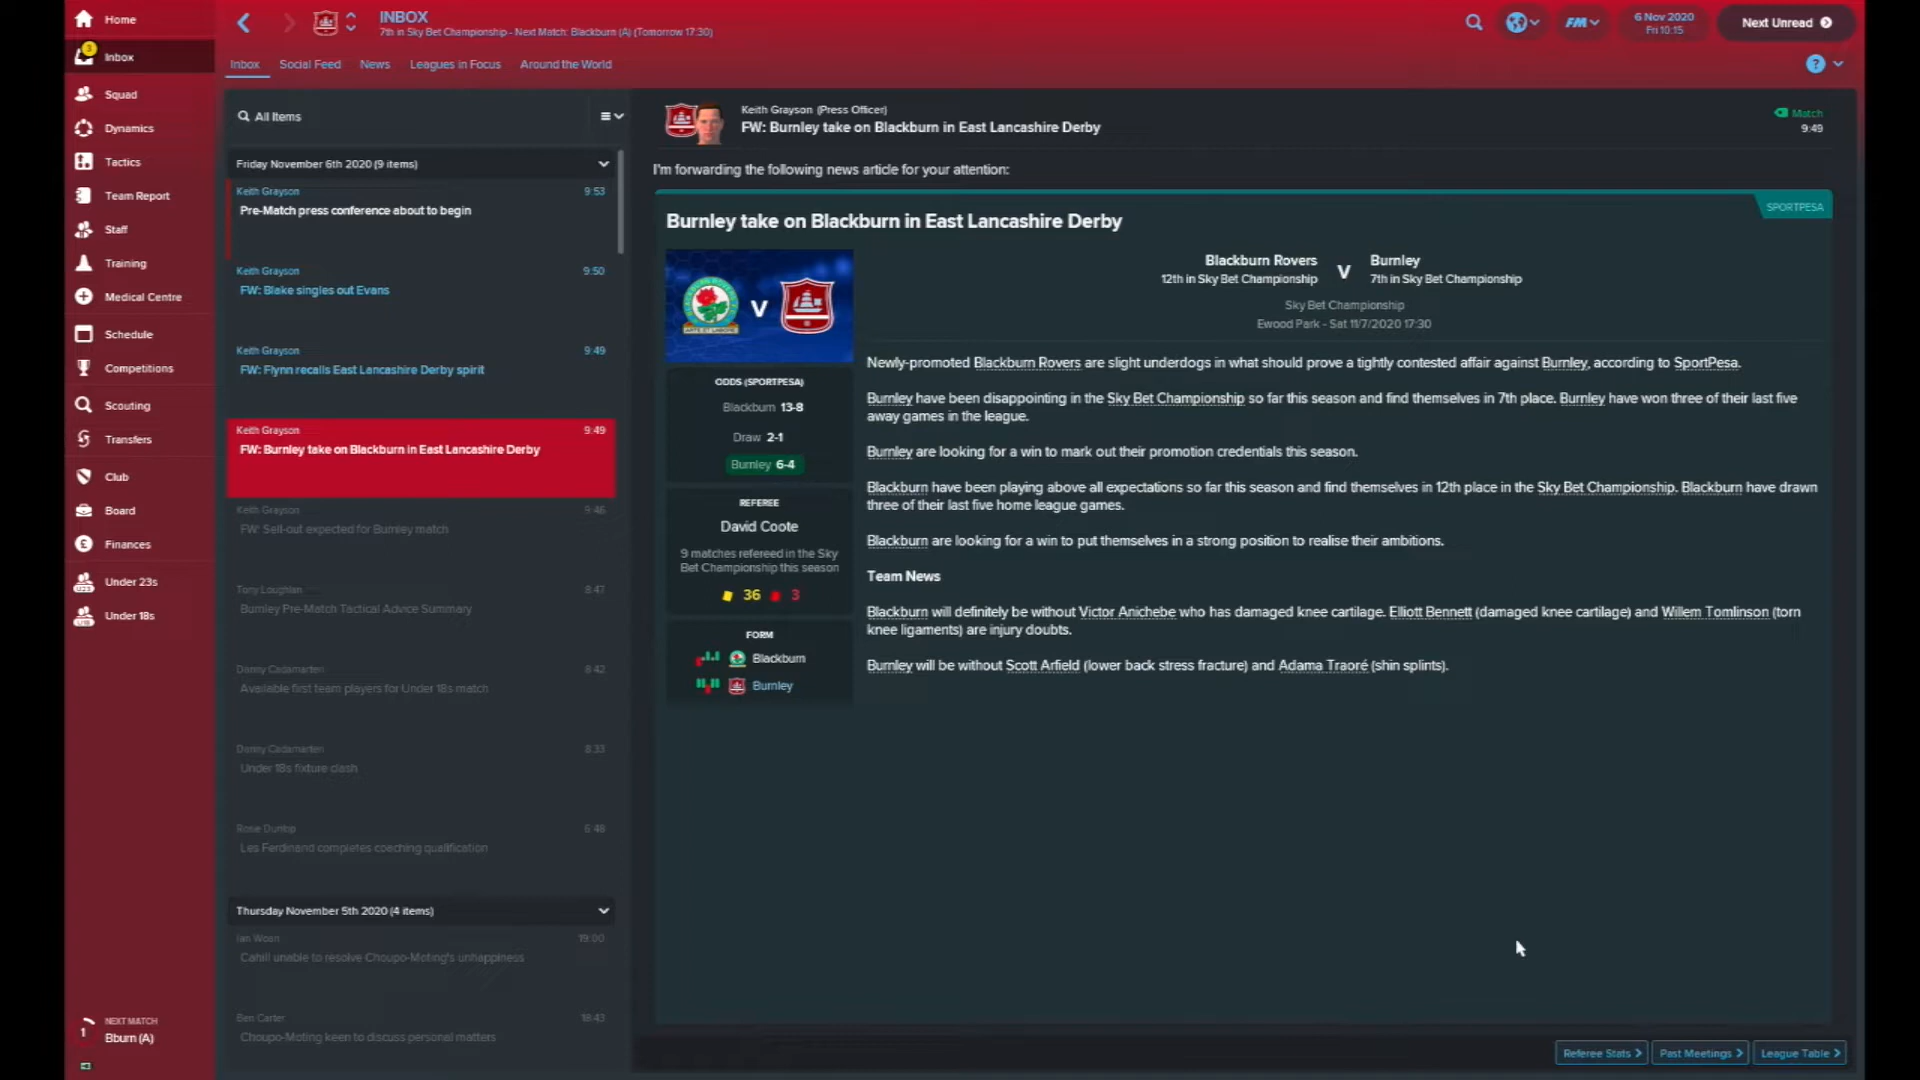 Home
3
Inbox
Squad
Dynamics
Tactics
Team Report
Staff
Training
Medical Centre
Schedule
Competitions
Scouting
Transfers
Club
Board
Finances
Under 23s
Under 18s
1
NEXT MATCH
Bburn (A)
INBOX
7th in Sky Bet Championship - Next Match: Blackburn (A) (Tomorrow 17:30)
FM
6 Nov 2020
Fri 10:15
Next Unread
Inbox Social Feed News Leagues in Focus Around the World
?
All Items
Friday November 6th 2020 (9 items)
Keith Grayson 9:53
Pre-Match press conference about to begin
Keith Grayson 9:50
FW: Blake singles out Evans
Keith Grayson 9:49
FW: Flynn recalls East Lancashire Derby spirit
Keith Grayson 9:49
FW: Burnley take on Blackburn in East Lancashire Derby
Keith Grayson 9:46
FW: Sell-out expected for Burnley match
Tony Loughlan 8:47
Burnley Pre-Match Tactical Advice Summary
Danny Cadamarteri 8:42
Available first team players for Under 18s match
Danny Cadamarteri 8:33
Under 18s fixture clash
Rose Dunlop 6:48
Les Ferdinand completes coaching qualification
Thursday November 5th 2020 (4 items)
Ian Woan 19:00
Cahill unable to resolve Choupo-Moting's unhappiness
Ben Carter 18:43
Choupo-Moting keen to discuss personal matters
Keith Grayson (Press Officer)
FW: Burnley take on Blackburn in East Lancashire Derby
Match
9:49
I'm forwarding the following news article for your attention:
SPORTPESA
Burnley take on Blackburn in East Lancashire Derby
V
Blackburn Rovers V Burnley
12th in Sky Bet Championship 7th in Sky Bet Championship
Sky Bet Championship
Ewood Park - Sat 11/7/2020 17:30
ODDS (SPORTPESA)
Blackburn 13-8
Draw 2-1
Burnley 6-4
REFEREE
David Coote
9 matches refereed in the Sky
Bet Championship this season
36 3
FORM
Blackburn
Burnley
Newly-promoted Blackburn Rovers are slight underdogs in what should prove a tightly contested affair against Burnley, according to SportPesa.
Burnley have been disappointing in the Sky Bet Championship so far this season and find themselves in 7th place. Burnley have won three of their last five
away games in the league.
Burnley are looking for a win to mark out their promotion credentials this season.
Blackburn have been playing above all expectations so far this season and find themselves in 12th place in the Sky Bet Championship. Blackburn have drawn
three of their last five home league games.
Blackburn are looking for a win to put themselves in a strong position to realise their ambitions.
Team News
Blackburn will definitely be without Victor Anichebe who has damaged knee cartilage. Elliott Bennett (damaged knee cartilage) and Willem Tomlinson (torn
knee ligaments) are injury doubts.
Burnley will be without Scott Arfield (lower back stress fracture) and Adama Traoré (shin splints).
Referee Stats > Past Meetings > League Table >